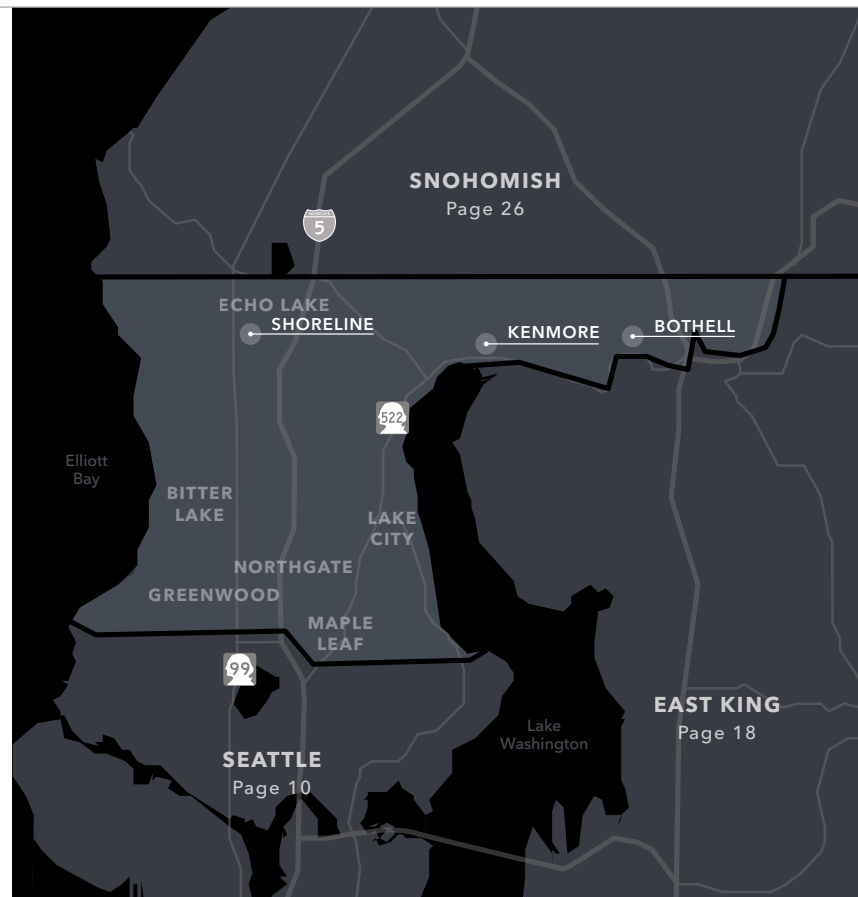 SNOHOMISH
Page 26
INTERSTATE
5
ECHO LAKE
SHORELINE
KENMORE
BOTHELL
522
Elliott
Bay
BITTER
LAKE
LAKE
CITY
NORTHGATE
GREENWOOD
MAPLE
LEAF
99
EAST KING
Page 18
Lake
Washington
SEATTLE
Page 10